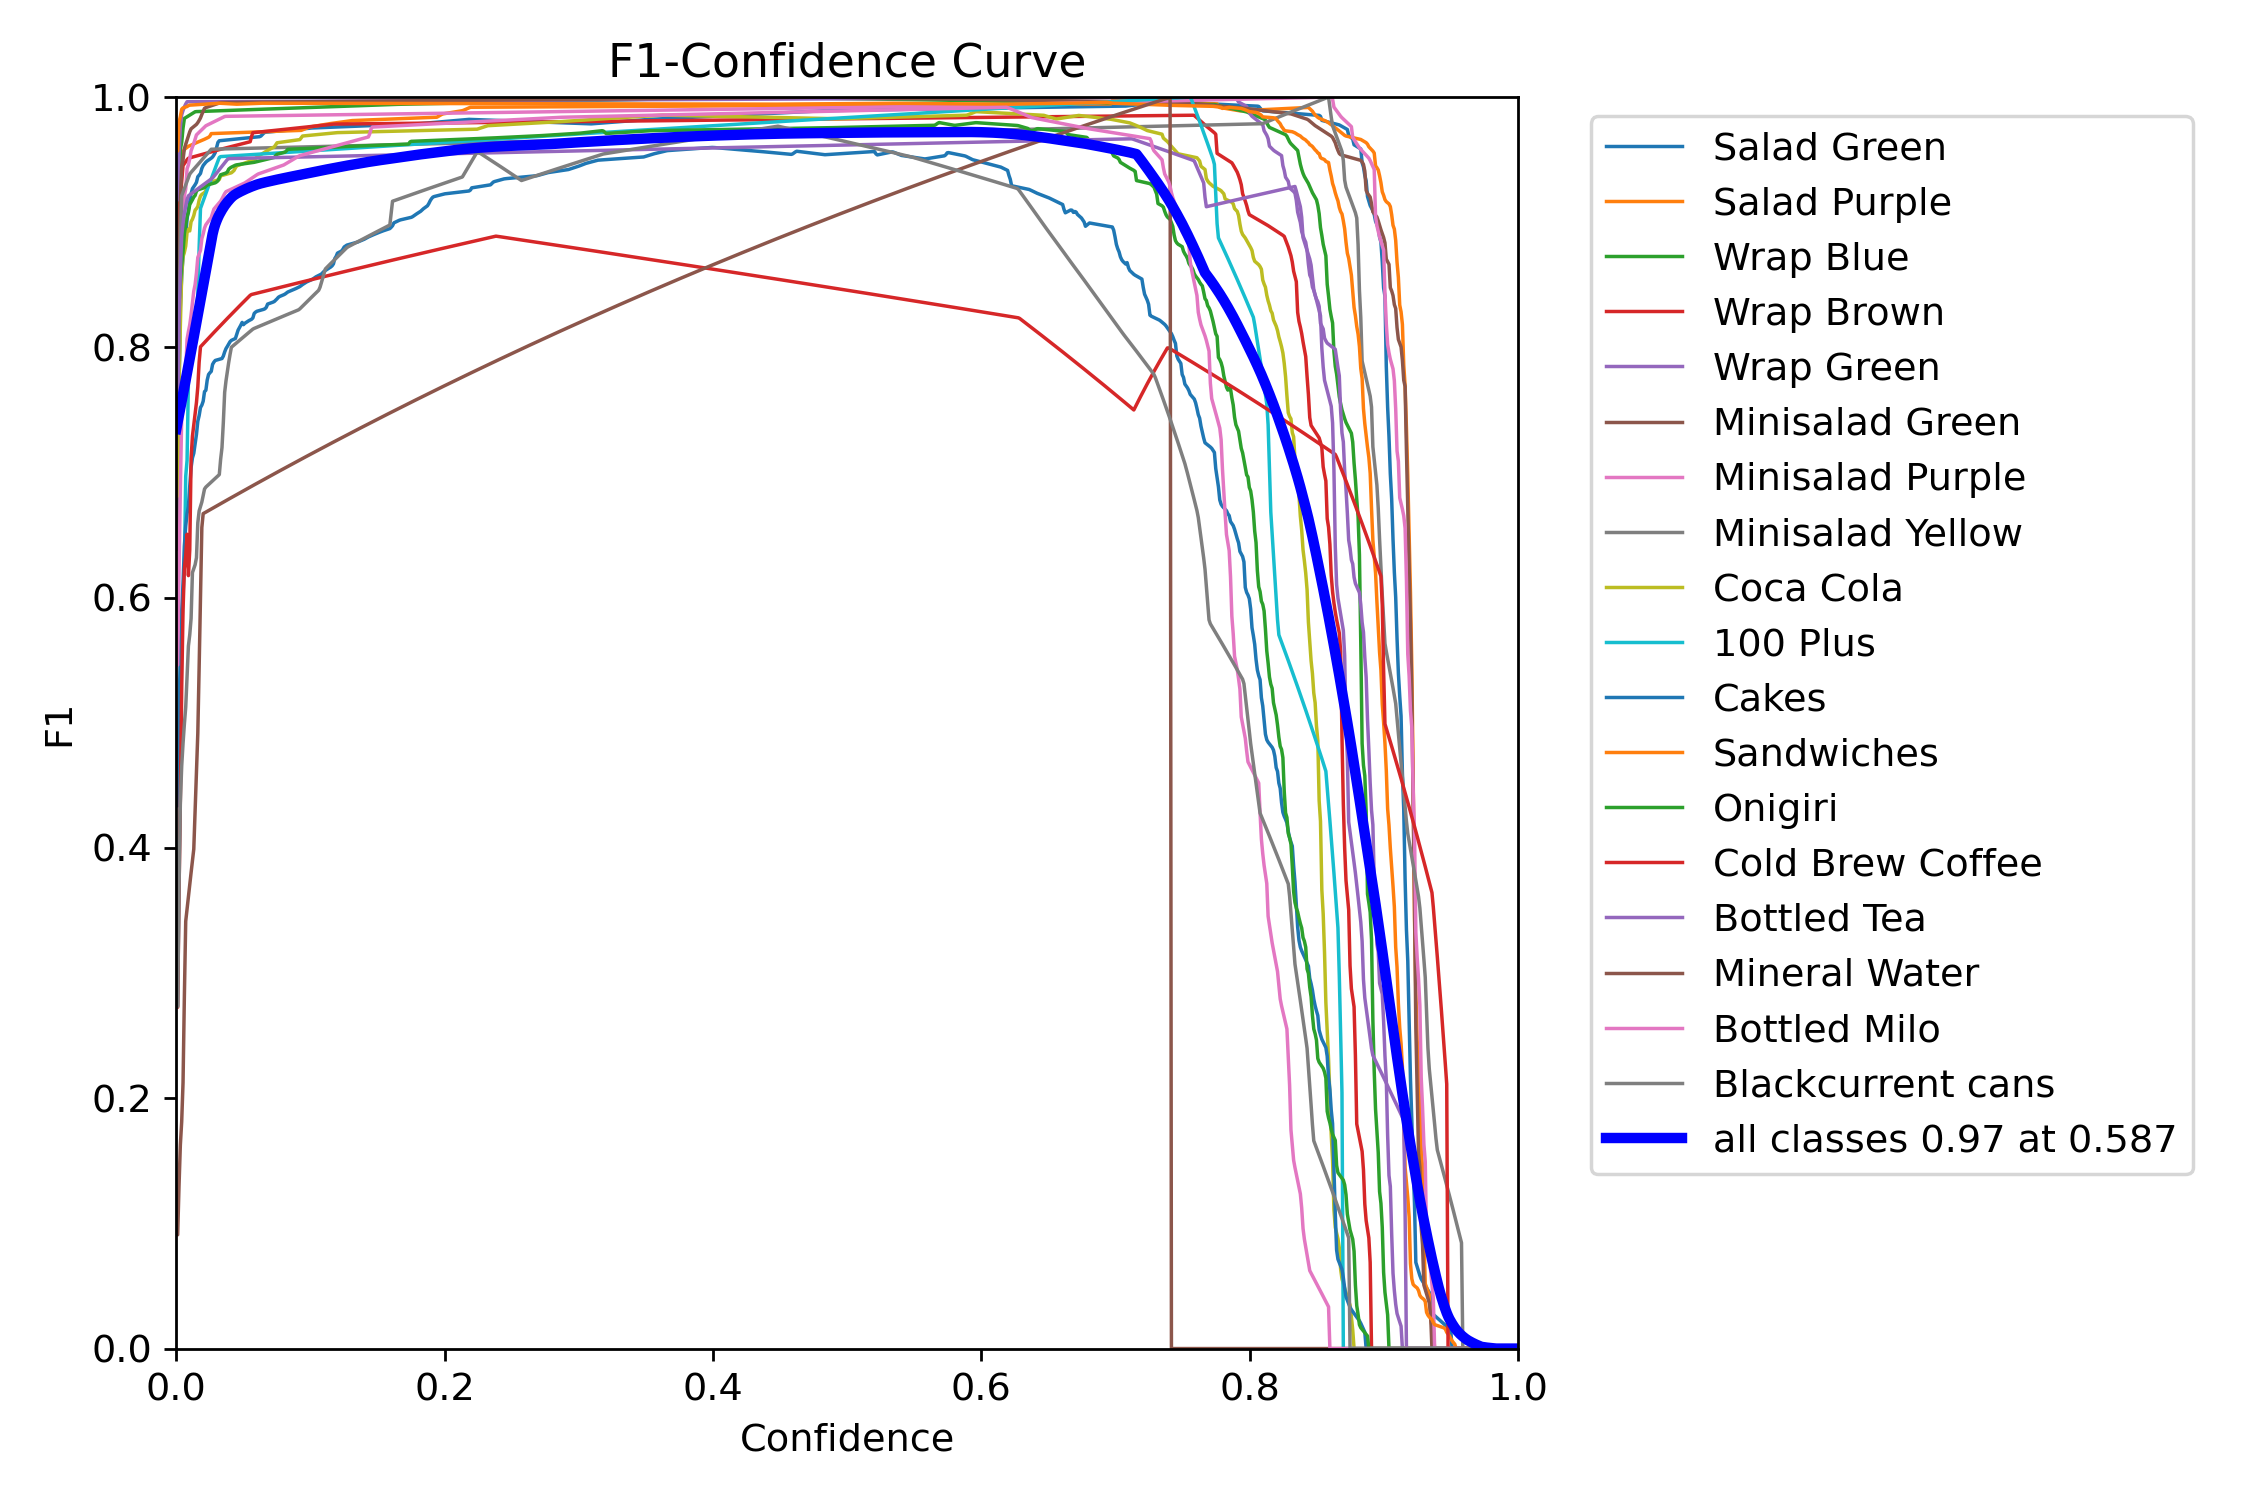 F1-Confidence Curve
1.0
0.8
0.6
0.4
0.2
0.0
F1
0.0 0.2 0.4 0.6 0.8 1.0
Confidence
Salad Green
Salad Purple
Wrap Blue
Wrap Brown
Wrap Green
Minisalad Green
Minisalad Purple
Minisalad Yellow
Coca Cola
100 Plus
Cakes
Sandwiches
Onigiri
Cold Brew Coffee
Bottled Tea
Mineral Water
Bottled Milo
Blackcurrent cans
all classes 0.97 at 0.587